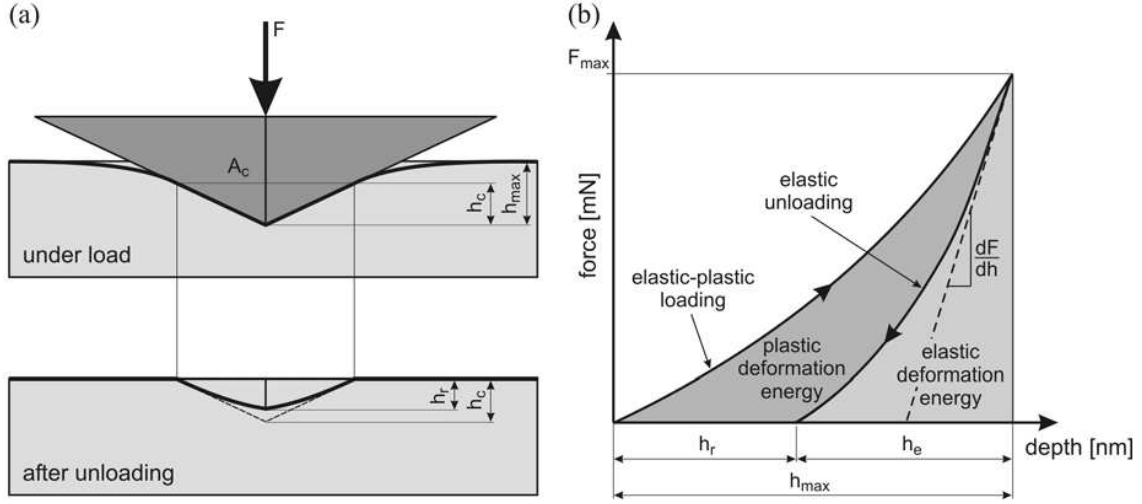 (a)
F
A_c
h_c
h_max
under load
h_r
h_c
after unloading
(b)
F_max
force [mN]
elastic
unloading
dF
dh
elastic-plastic
loading
plastic
deformation
energy
elastic
deformation
energy
h_r
h_e
depth [nm]
h_max